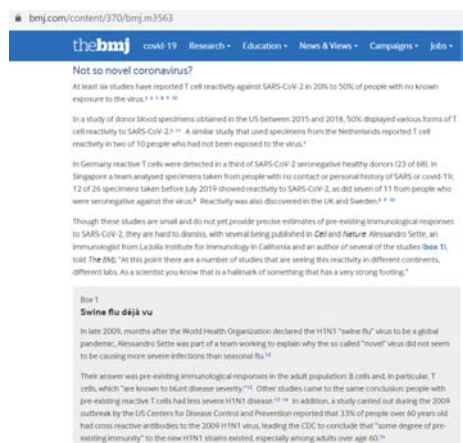 bmj.com/content/370/bmj.m3563
thebmj covid-19 Research Education News & Views Campaigns Jobs
Not so novel coronavirus?
At least six studies have reported T cell reactivity against SARS-CoV-2 in 20% to 50% of people with no known
exposure to the virus.
In a study of donor blood specimens obtained in the US between 2015 and 2018, 50% displayed various forms of T
cell reactivity to SARS-CoV-2. A similar study that used specimens from the Netherlands reported T cell
reactivity in two of 10 people who had not been exposed to the virus.
In Germany reactive T cells were detected in a third of SARS-CoV-2 seronegative healthy donors (23 of 68). In
Singapore a team analysed specimens taken from people with no contact or personal history of SARS or covid-19;
12 of 26 specimens taken before July 2019 showed reactivity to SARS-CoV-2, as did seven of 11 from people who
were seronegative against the virus. Reactivity was also discovered in the UK and Sweden.
Though these studies are small and do not yet provide precise estimates of pre-existing immunological responses
to SARS-CoV-2, they are hard to dismiss, with several being published in Cell and Nature. Alessandro Sette, an
immunologist from La Jolla Institute for Immunology in California and an author of several of the studies (box 1),
told The BMJ, "At this point there are a number of studies that are seeing this reactivity in different continents,
different labs. As a scientist you know that is a hallmark of something that has a very strong footing."
Box 1
Swine flu déjà vu
In late 2009, months after the World Health Organization declared the H1N1 "swine flu" virus to be a global
pandemic, Alessandro Sette was part of a team working to explain why the so called "novel" virus did not seem
to be causing more severe infections than seasonal flu.12
Their answer was pre-existing immunological responses in the adult population: B cells and, in particular, T
cells, which "are known to blunt disease severity."12 Other studies came to the same conclusion: people with
pre-existing reactive T cells had less severe H1N1 disease.13 14 In addition, a study carried out during the 2009
outbreak by the US Centers for Disease Control and Prevention reported that 33% of people over 60 years old
had cross reactive antibodies to the 2009 H1N1 virus, leading the CDC to conclude that "some degree of pre-
existing immunity" to the new H1N1 strains existed, especially among adults over age 60.